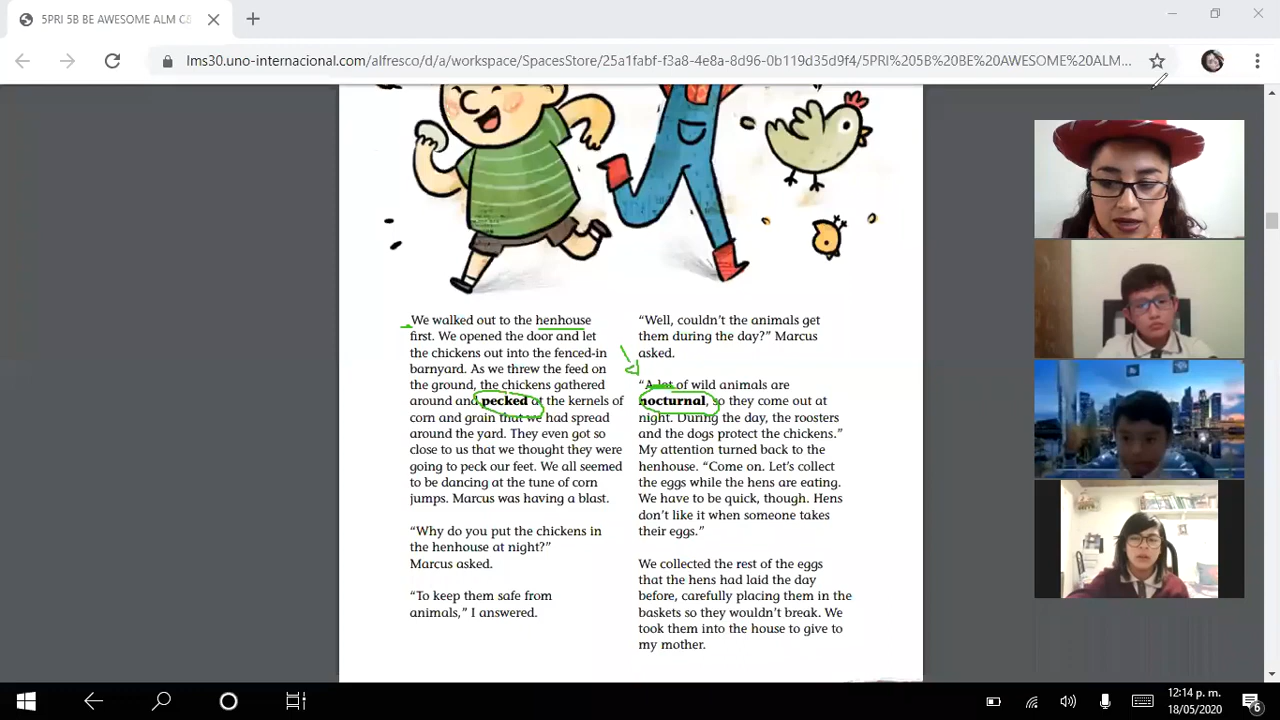 5PRI 5B BE AWESOME ALM C
lms30.uno-internacional.com/alfresco/d/a/workspace/SpacesStore/25a1fabf-f3a8-4e8a-8d96-0b119d35d9f4/5PRI%205B%20BE%20AWESOME%20ALM...
We walked out to the henhouse
first. We opened the door and let
the chickens out into the fenced-in
barnyard. As we threw the feed on
the ground, the chickens gathered
around and pecked at the kernels of
corn and grain that we had spread
around the yard. They even got so
close to us that we thought they were
going to peck our feet. We all seemed
to be dancing at the tune of corn
jumps. Marcus was having a blast.
“Why do you put the chickens in
the henhouse at night?”
Marcus asked.
“To keep them safe from
animals,” I answered.
“Well, couldn’t the animals get
them during the day?” Marcus
asked.
“A lot of wild animals are
nocturnal, so they come out at
night. During the day, the roosters
and the dogs protect the chickens.”
My attention turned back to the
henhouse. “Come on. Let’s collect
the eggs while the hens are eating.
We have to be quick, though. Hens
don’t like it when someone takes
their eggs.”
We collected the rest of the eggs
that the hens had laid the day
before, carefully placing them in the
baskets so they wouldn’t break. We
took them into the house to give to
my mother.
12:14 p. m.
18/05/2020
6